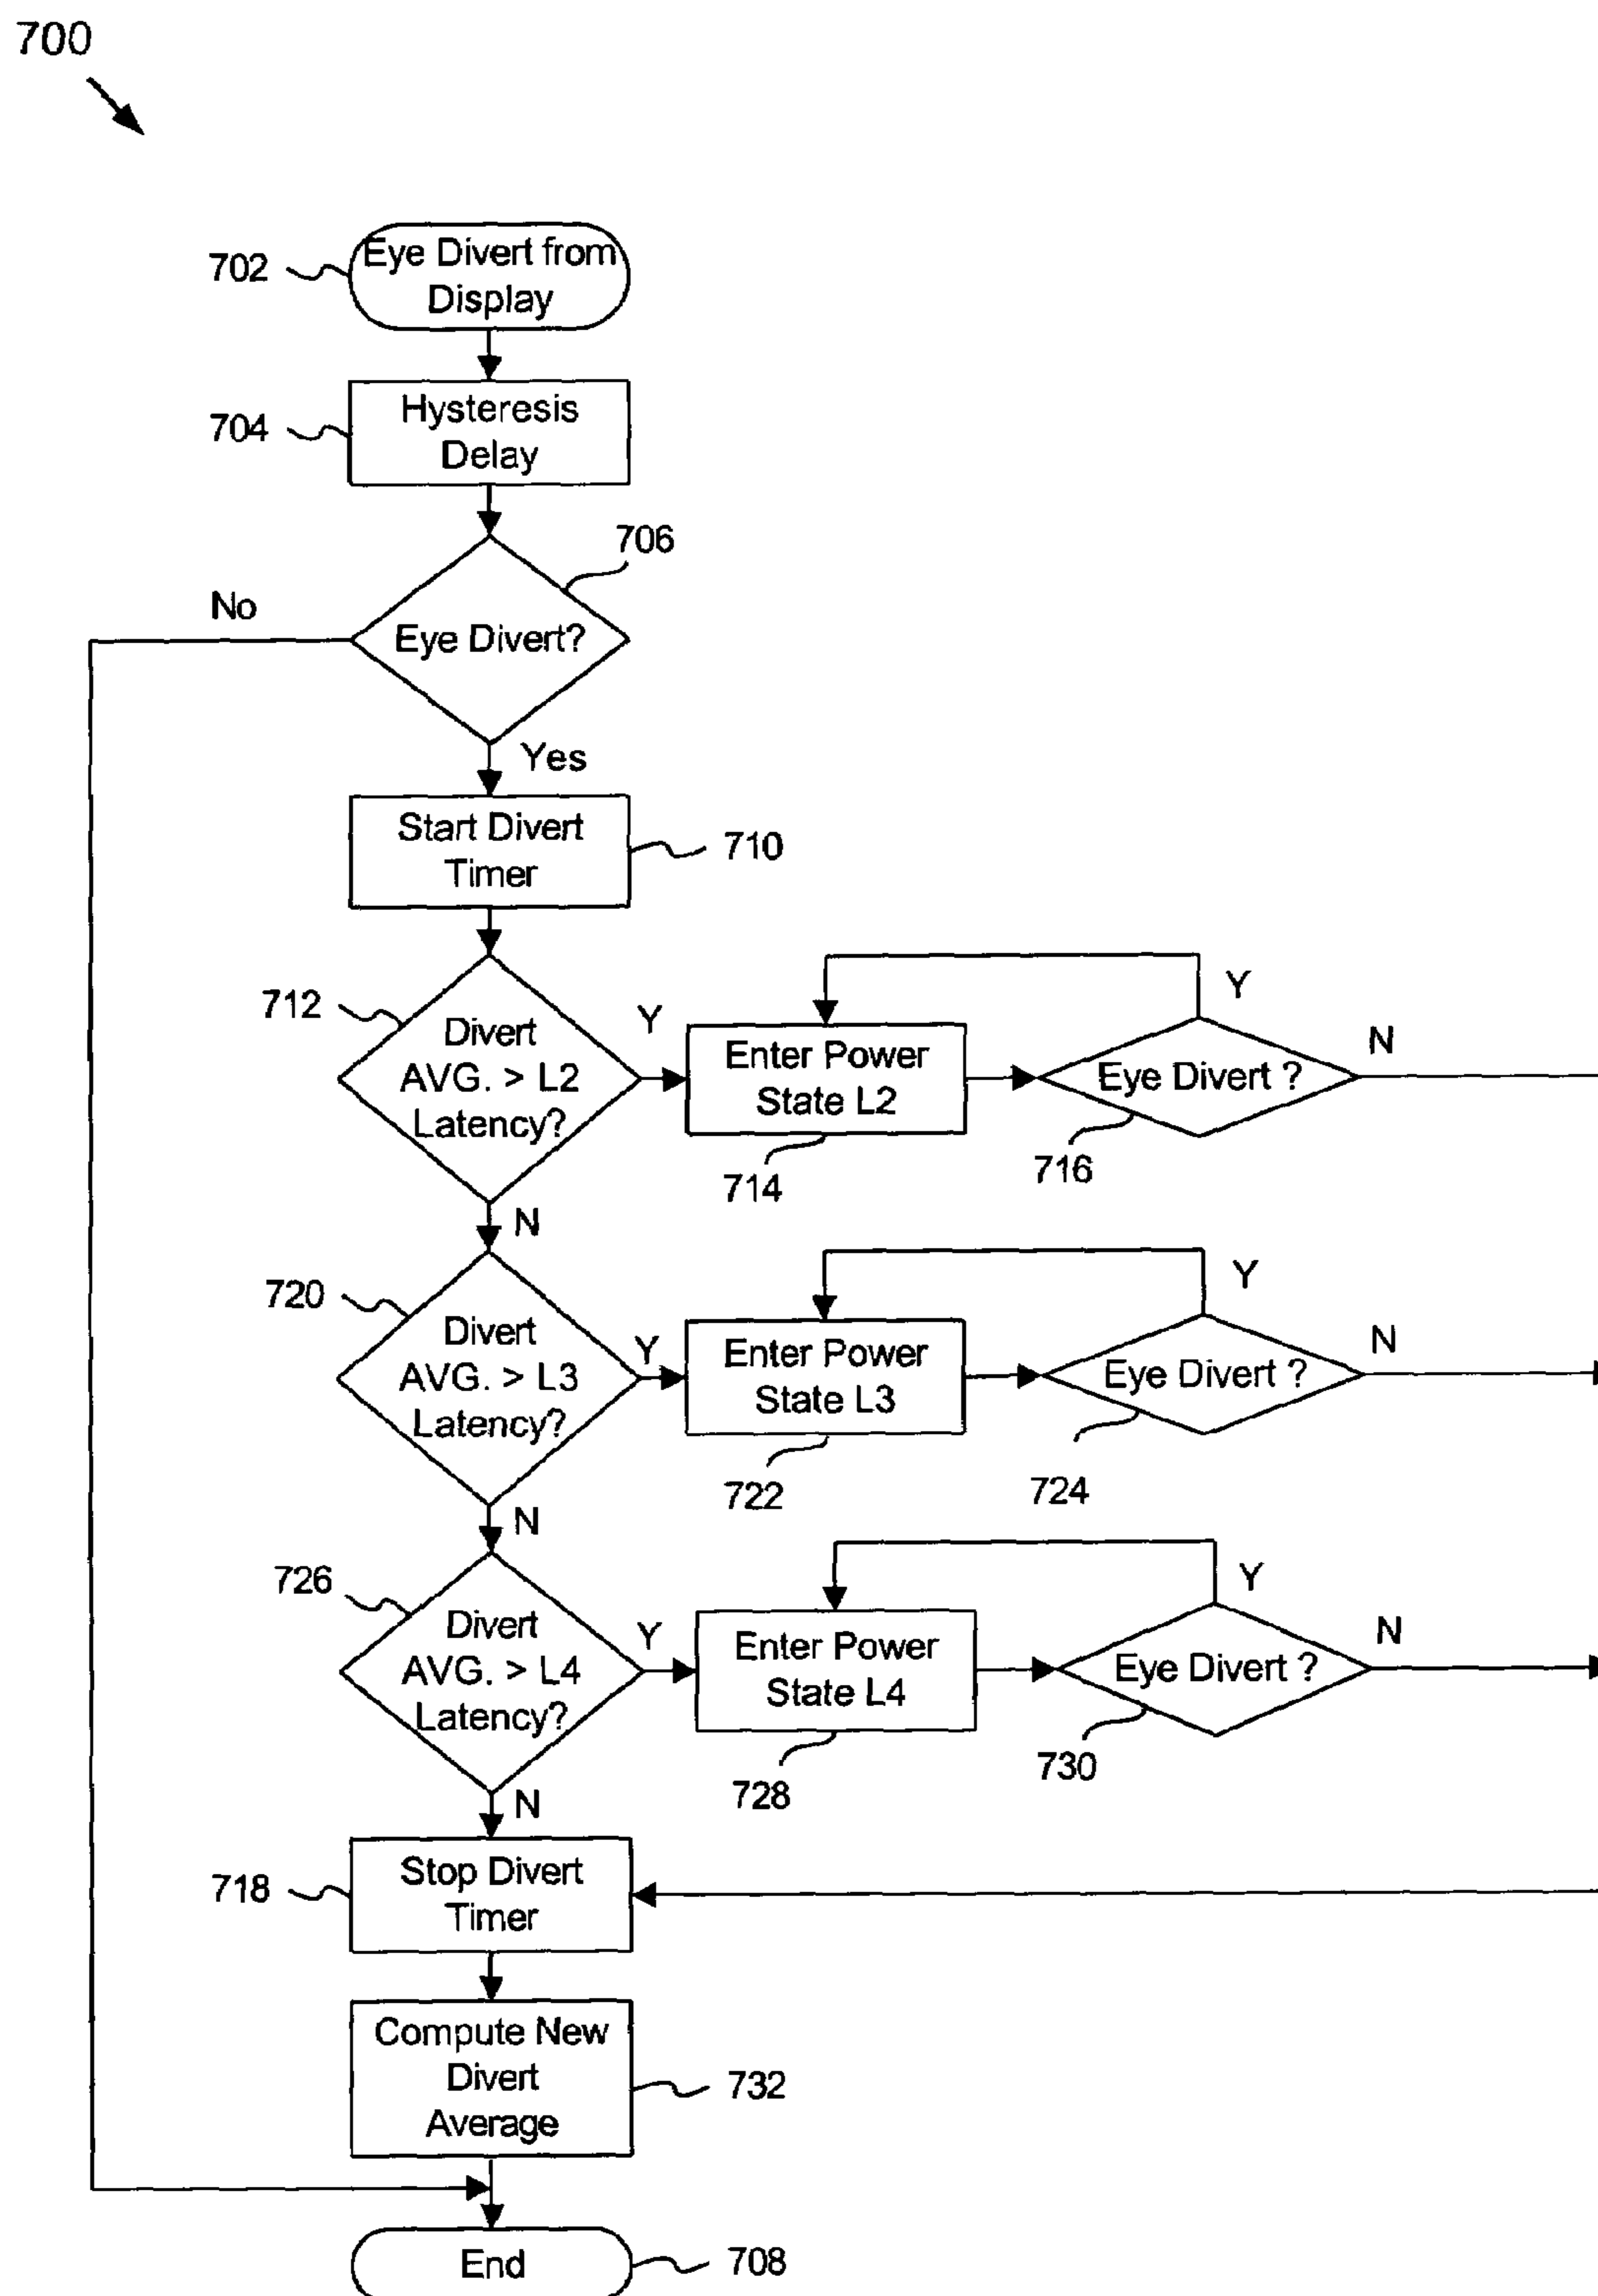 700
702
Eye Divert from
Display
704
Hysteresis
Delay
706
No
Eye Divert?
Yes
Start Divert
Timer
710
712
Divert
AVG. > L2
Latency?
Y
Enter Power
State L2
714
Y
Eye Divert ?
716
N
N
720
Divert
AVG. > L3
Latency?
Y
Enter Power
State L3
722
Y
Eye Divert ?
724
N
N
726
Divert
AVG. > L4
Latency?
Y
Enter Power
State L4
728
Y
Eye Divert ?
730
N
N
718
Stop Divert
Timer
Compute New
Divert
Average
732
End
708